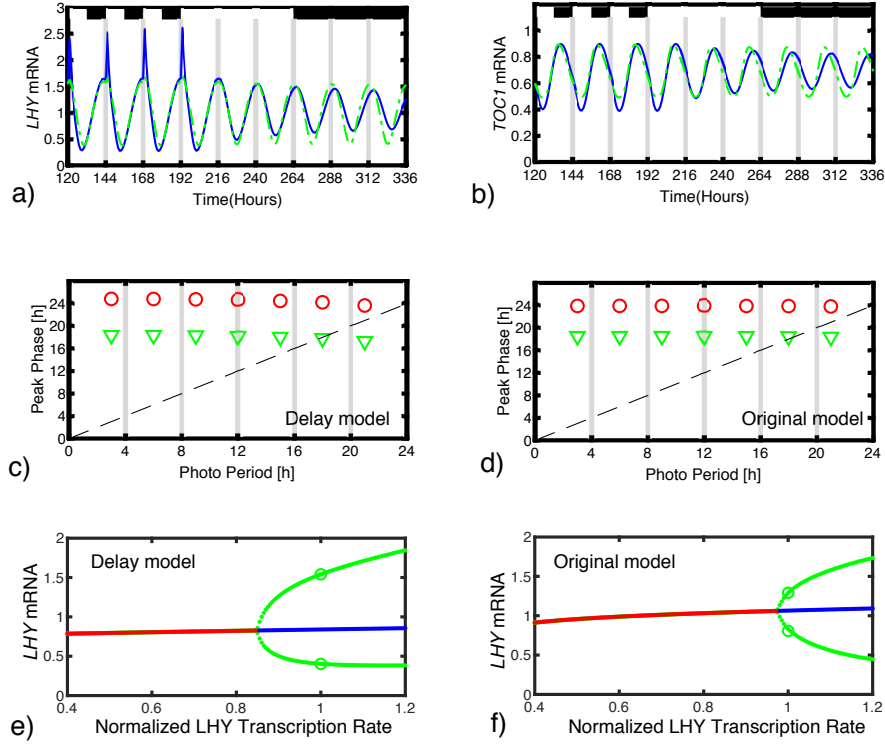 3
2.5
2
1.5
1
0.5
0
LHY mRNA
120 144 168 192 216 240 264 288 312 336
Time(Hours)
a)
1
0.8
0.6
0.4
0.2
0
TOC1 mRNA
120 144 168 192 216 240 264 288 312 336
Time(Hours)
b)
24
20
16
12
8
4
0
Peak Phase [h]
Delay model
0 4 8 12 16 20 24
Photo Period [h]
c)
24
20
16
12
8
4
0
Peak Phase [h]
Original model
0 4 8 12 16 20 24
Photo Period [h]
d)
2
1.5
1
0.5
0
LHY mRNA
Delay model
0.4 0.6 0.8 1 1.2
Normalized LHY Transcription Rate
e)
2
1.5
1
0.5
0
LHY mRNA
Original model
0.4 0.6 0.8 1 1.2
Normalized LHY Transcription Rate
f)